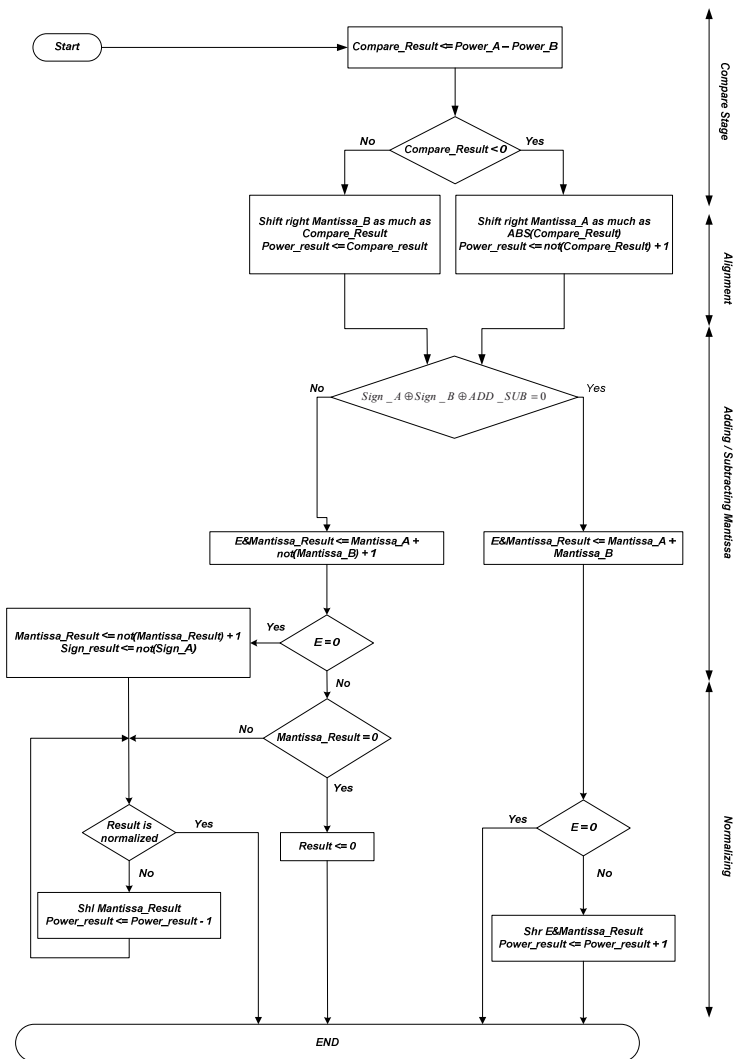 Start
Compare_Result <= Power_A – Power_B
Compare Stage
Compare_Result < 0
No
Yes
Shift right Mantissa_B as much as
Compare_Result
Power_result <= Compare_result
Shift right Mantissa_A as much as
ABS(Compare_Result)
Power_result <= not(Compare_Result) + 1
Alignment
Sign _ A ⊕ Sign _ B ⊕ ADD _ SUB = 0
No
Yes
Adding / Subtracting Mantissa
E&Mantissa_Result <= Mantissa_A +
not(Mantissa_B) + 1
E&Mantissa_Result <= Mantissa_A +
Mantissa_B
Mantissa_Result <= not(Mantissa_Result) + 1
Sign_result <= not(Sign_A)
Yes
E = 0
No
No
Mantissa_Result = 0
Yes
Result is
normalized
Yes
No
Result <= 0
Yes
E = 0
No
Normalizing
Shl Mantissa_Result
Power_result <= Power_result - 1
Shr E&Mantissa_Result
Power_result <= Power_result + 1
END